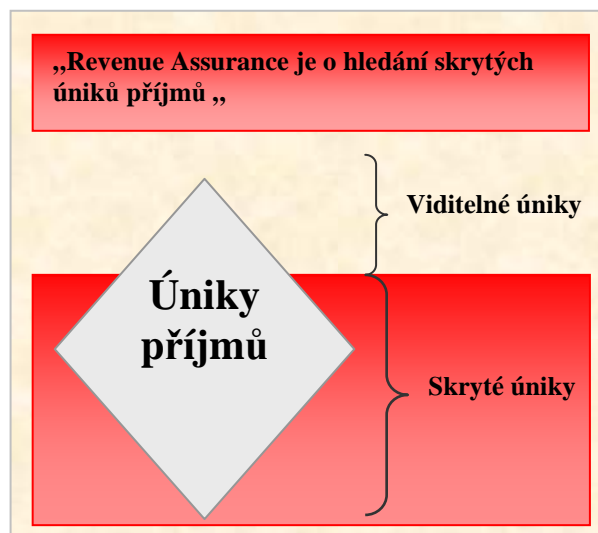 „Revenue Assurance je o hledání skrytých
úniků příjmů „
Viditelné úniky
Úniky
příjmů
Skryté úniky